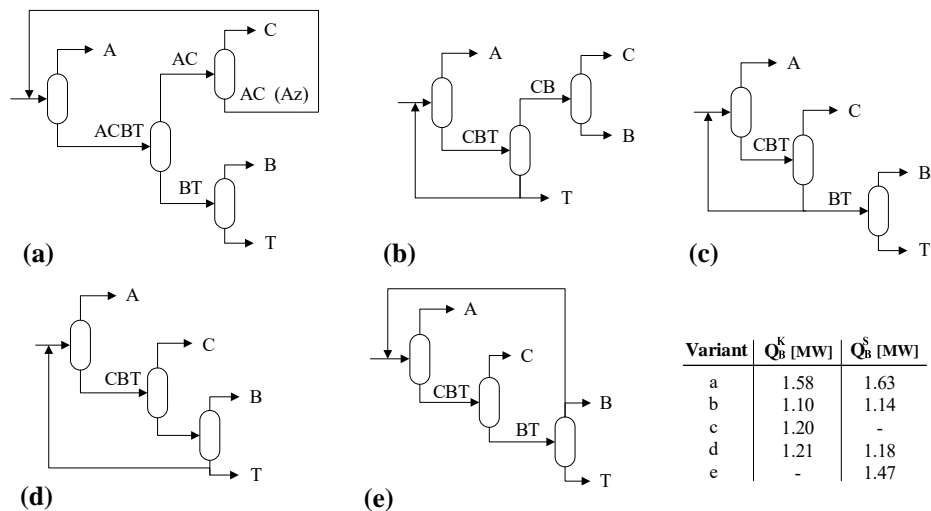 A
AC
C
AC (Az)
ACBT
B
BT
T
(a)
A
C
CB
CBT
B
T
(b)
A
C
CBT
B
BT
T
(c)
A
C
CBT
B
T
(d)
A
C
CBT
B
BT
T
(e)
Variant Q_B^K [MW] Q_B^S [MW]
a 1.58 1.63
b 1.10 1.14
c 1.20 -
d 1.21 1.18
e - 1.47